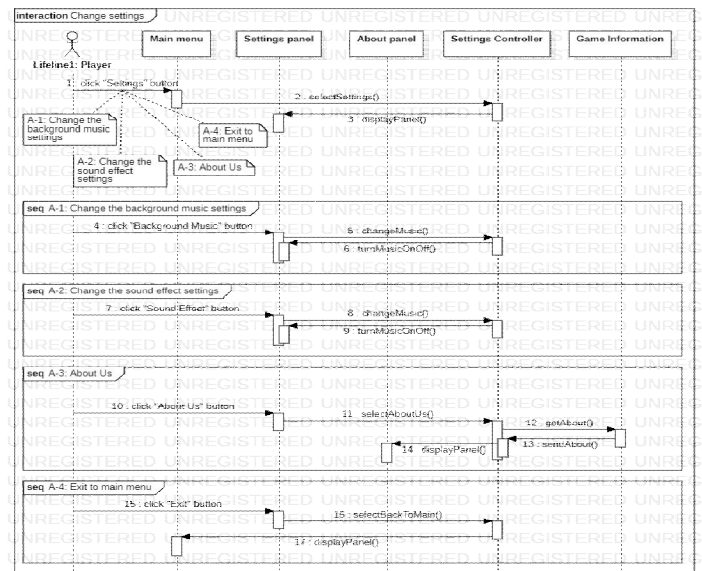 interaction Change settings
Main menu
Settings panel
About panel
Settings Controller
Game Information
Lifeline1: Player
1 : click "Settings" button
2 : selectSettings()
3 : displayPanel()
A-1: Change the
background music
settings
A-4: Exit to
main menu
A-2: Change the
sound effect
settings
A-3: About Us
seq A-1: Change the background music settings
4 : click "Background Music" button
5 : changeMusic()
6 : turnMusicOnOff()
seq A-2: Change the sound effect settings
7 : click "Sound Effect" button
8 : changeMusic()
9 : turnMusicOnOff()
seq A-3: About Us
10 : click "About Us" button
11 : selectAboutUs()
12 : getAbout()
13 : sendAbout()
14 : displayPanel()
seq A-4: Exit to main menu
15 : click "Exit" button
16 : selectBackToMain()
17 : displayPanel()
UNREGISTERED